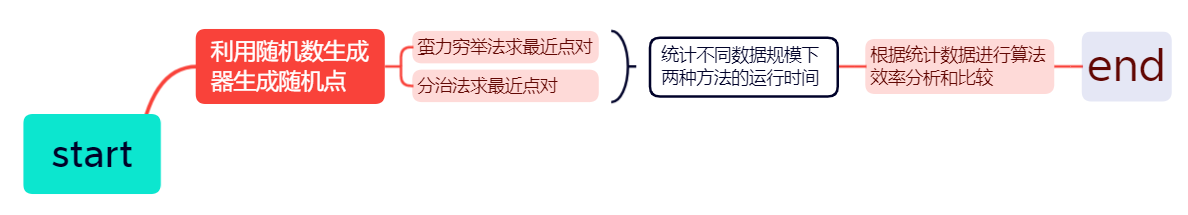 start
利用随机数生成
器生成随机点
蛮力穷举法求最近点对
分治法求最近点对
统计不同数据规模下
两种方法的运行时间
根据统计数据进行算法
效率分析和比较
end